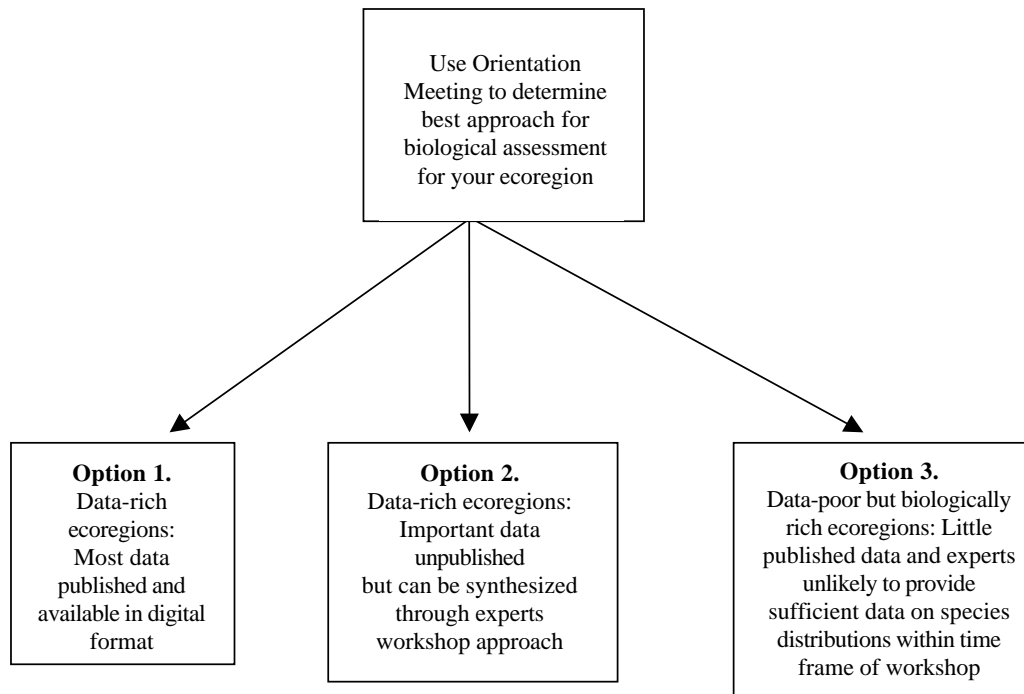 Use Orientation
Meeting to determine
best approach for
biological assessment
for your ecoregion
Option 1.
Data-rich
ecoregions:
Most data
published and
available in digital
format
Option 2.
Data-rich ecoregions:
Important data
unpublished
but can be synthesized
through experts
workshop approach
Option 3.
Data-poor but biologically
rich ecoregions: Little
published data and experts
unlikely to provide
sufficient data on species
distributions within time
frame of workshop